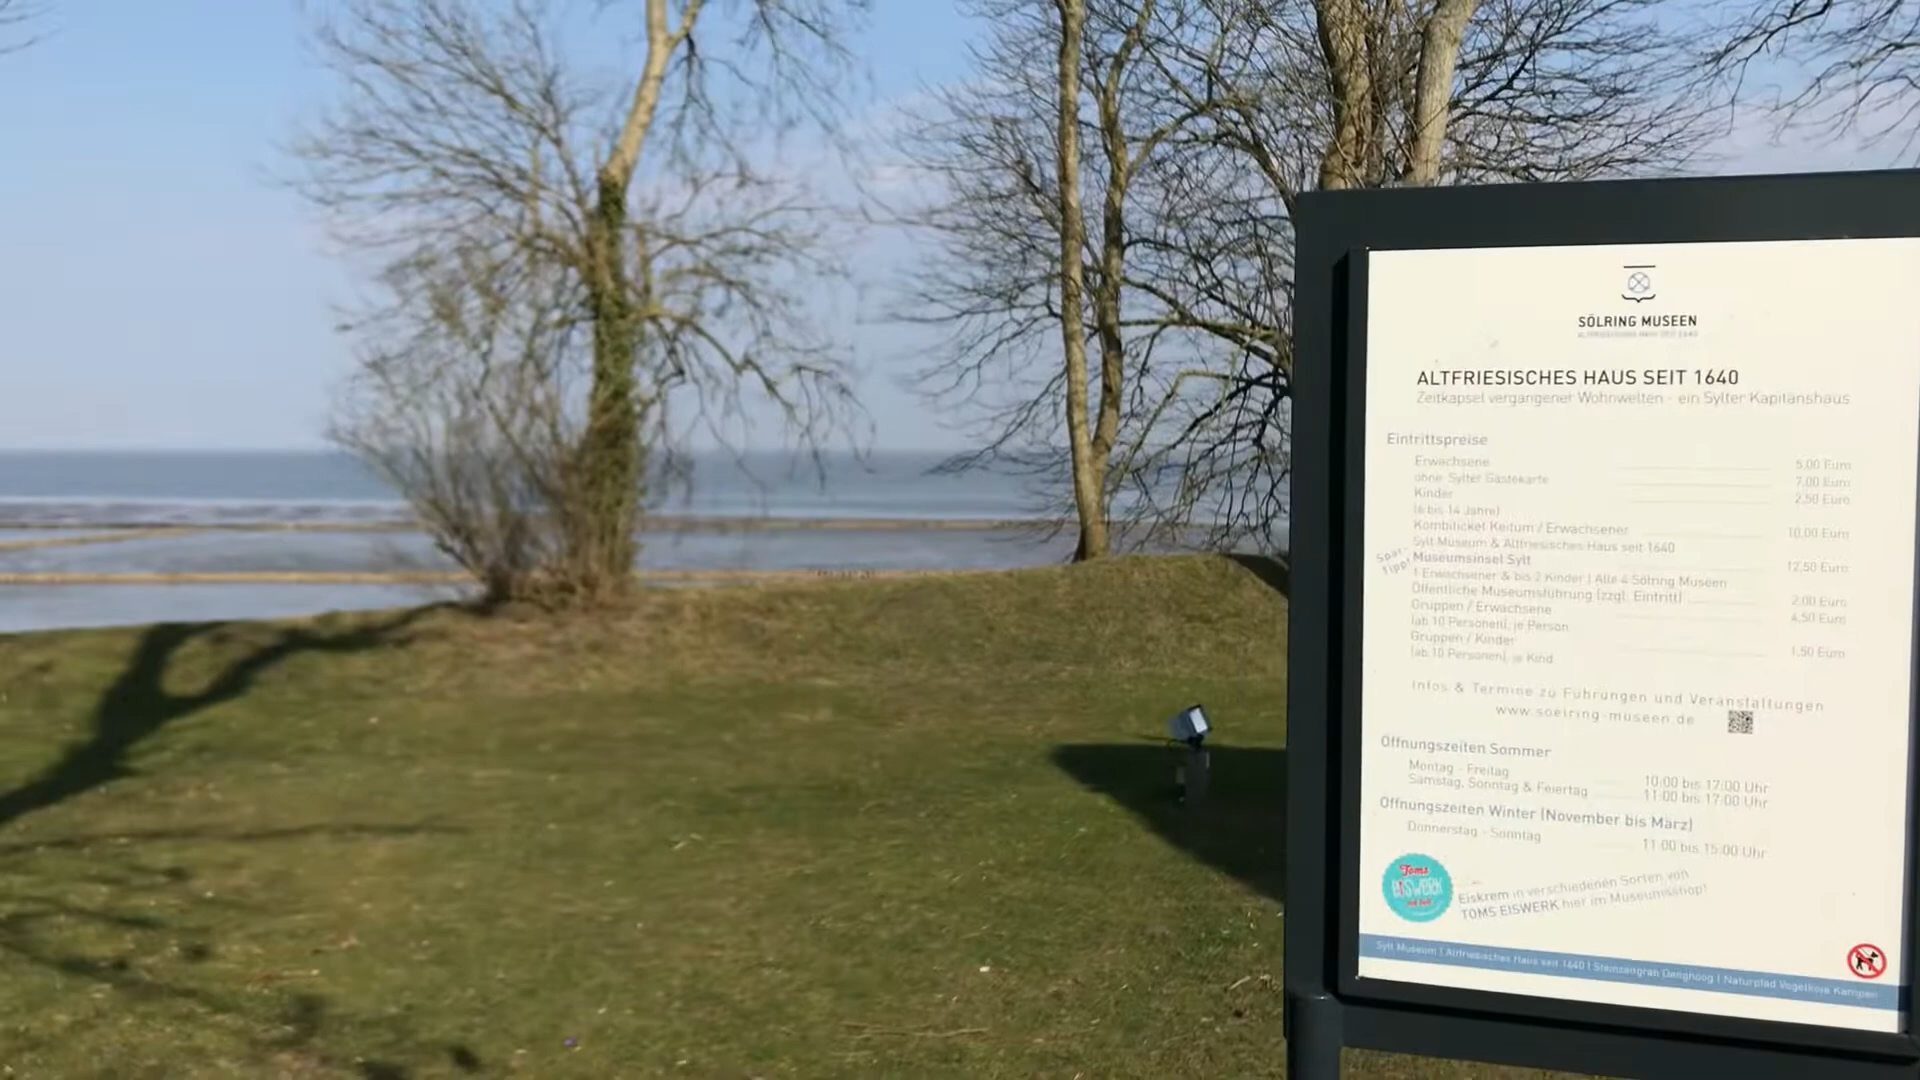 SÖLRING MUSEEN
ALTFRIESISCHES HAUS SEIT 1640
ALTFRIESISCHES HAUS SEIT 1640
Zeitkapsel vergangener Wohnwelten - ein Sylter Kapitänshaus
Eintrittspreise
Erwachsene 5,00 Euro
ohne Sylter Gästekarte 7,00 Euro
Kinder 2,50 Euro
(6 bis 14 Jahre)
Kombiticket Keitum / Erwachsener 10,00 Euro
Sylt Museum & Altfriesisches Haus seit 1640
Spar-Tipp! Museumsinsel Sylt 12,50 Euro
1 Erwachsener & bis 2 Kinder | Alle 4 Sölring Museen
Öffentliche Museumsführung (zzgl. Eintritt) 2,00 Euro
Gruppen / Erwachsene 4,50 Euro
(ab 10 Personen), je Person
Gruppen / Kinder 1,50 Euro
(ab 10 Personen), je Kind
Infos & Termine zu Führungen und Veranstaltungen
www.soelring-museen.de
Öffnungszeiten Sommer
Montag - Freitag 10:00 bis 17:00 Uhr
Samstag, Sonntag & Feiertag 11:00 bis 17:00 Uhr
Öffnungszeiten Winter (November bis März)
Donnerstag - Sonntag 11:00 bis 15:00 Uhr
Toms
EISWERK
Eiskrem in verschiedenen Sorten von
TOMS EISWERK hier im Museumsshop!
Sylt Museum | Altfriesisches Haus seit 1640 | Steinzeitgrab Denghoog | Naturpfad Vogelkoje Kampen